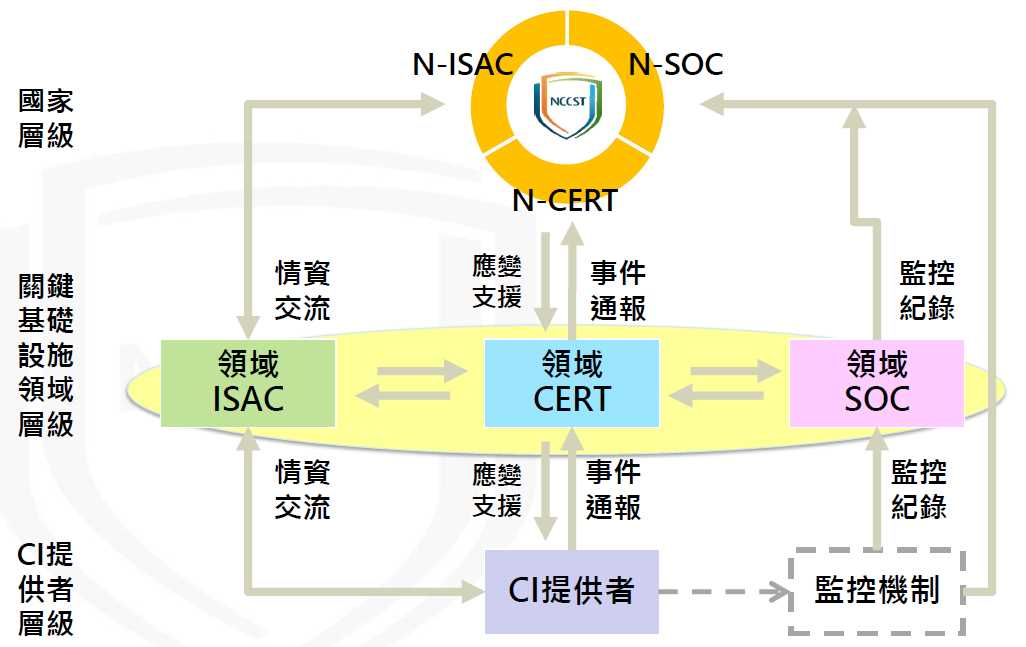 N-ISAC
N-SOC
NCCST
N-CERT
國家
層級
情資
交流
應變
支援
事件
通報
監控
紀錄
關鍵
基礎
設施
領域
層級
領域
ISAC
領域
CERT
領域
SOC
情資
交流
應變
支援
事件
通報
監控
紀錄
CI提
供者
層級
CI提供者
監控機制